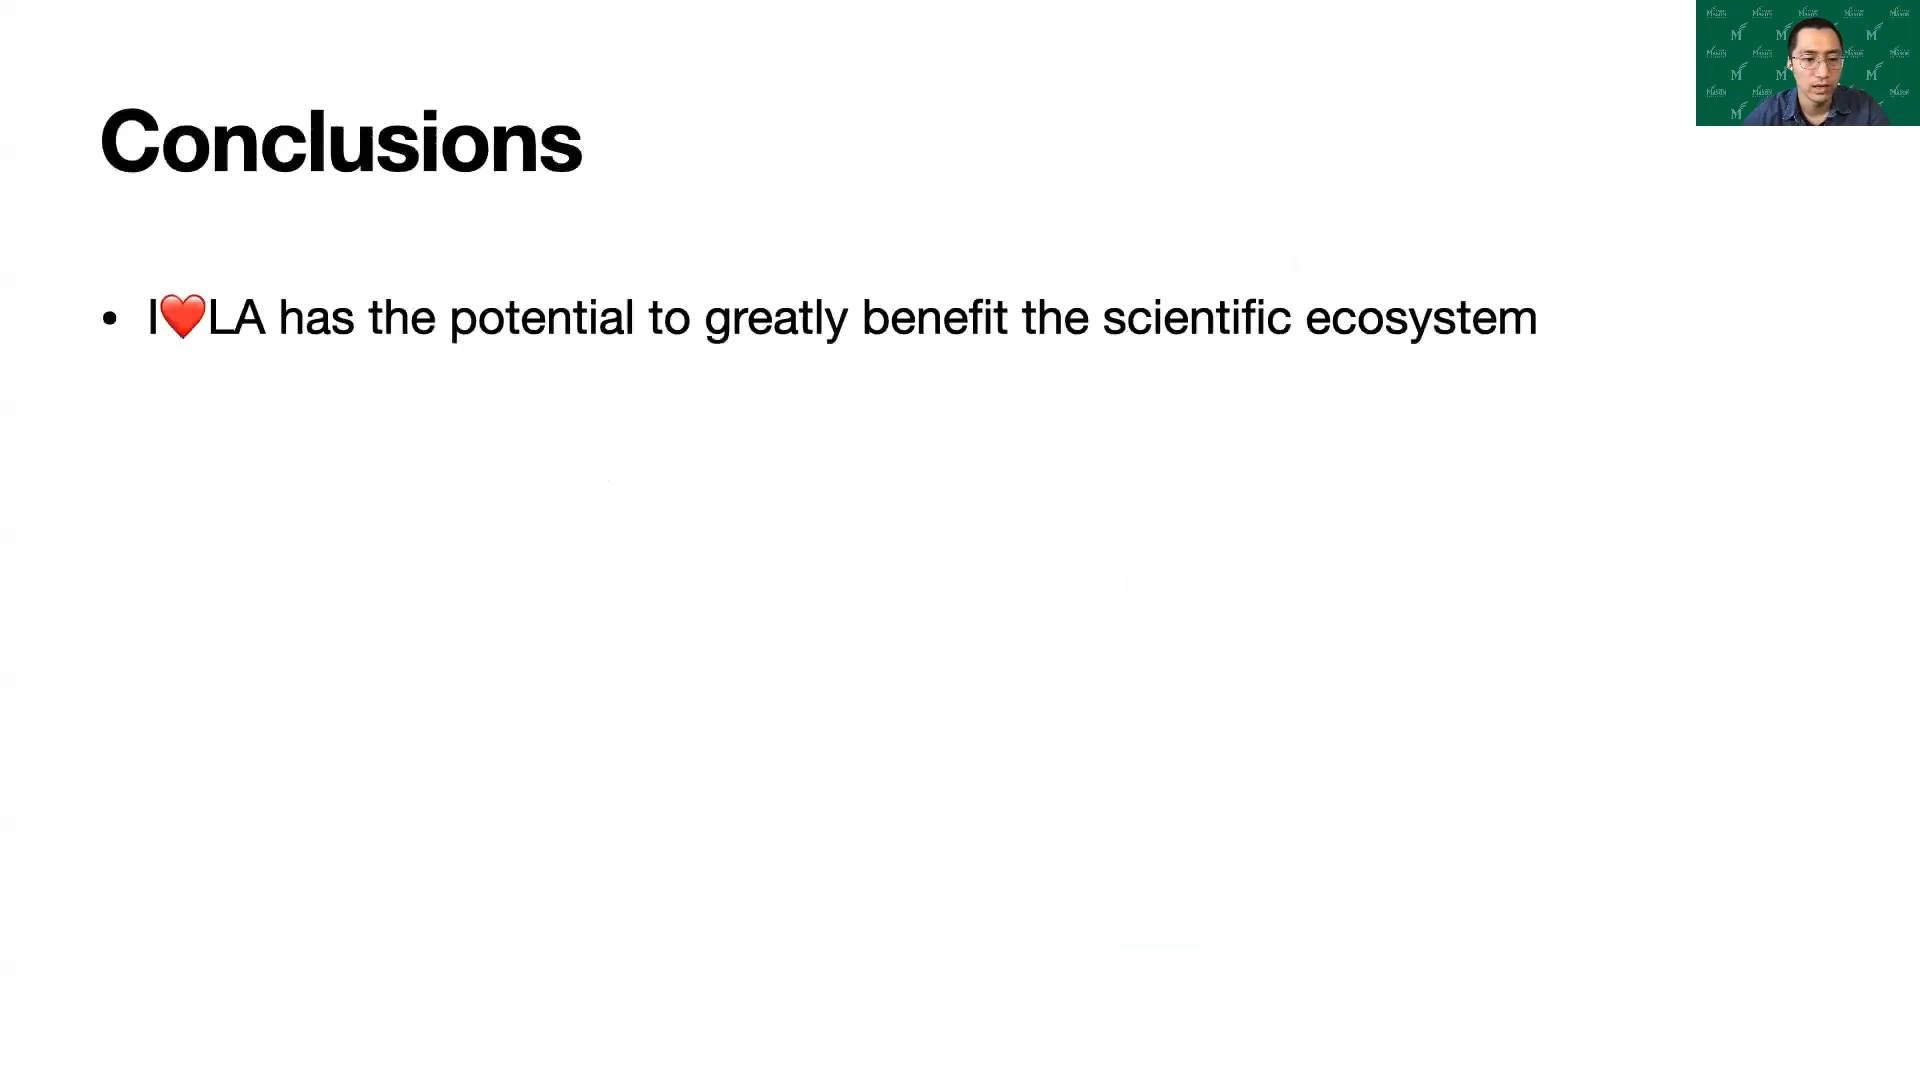 Conclusions
• I❤️LA has the potential to greatly benefit the scientific ecosystem